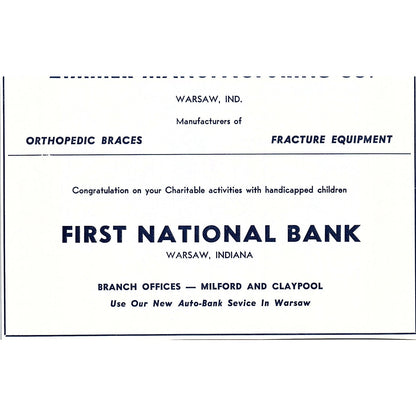 WARSAW, IND.
Manufacturers of
ORTHOPEDIC BRACES FRACTURE EQUIPMENT
Congratulation on your Charitable activities with handicapped children
FIRST NATIONAL BANK
WARSAW, INDIANA
BRANCH OFFICES — MILFORD AND CLAYPOOL
Use Our New Auto-Bank Sevice In Warsaw